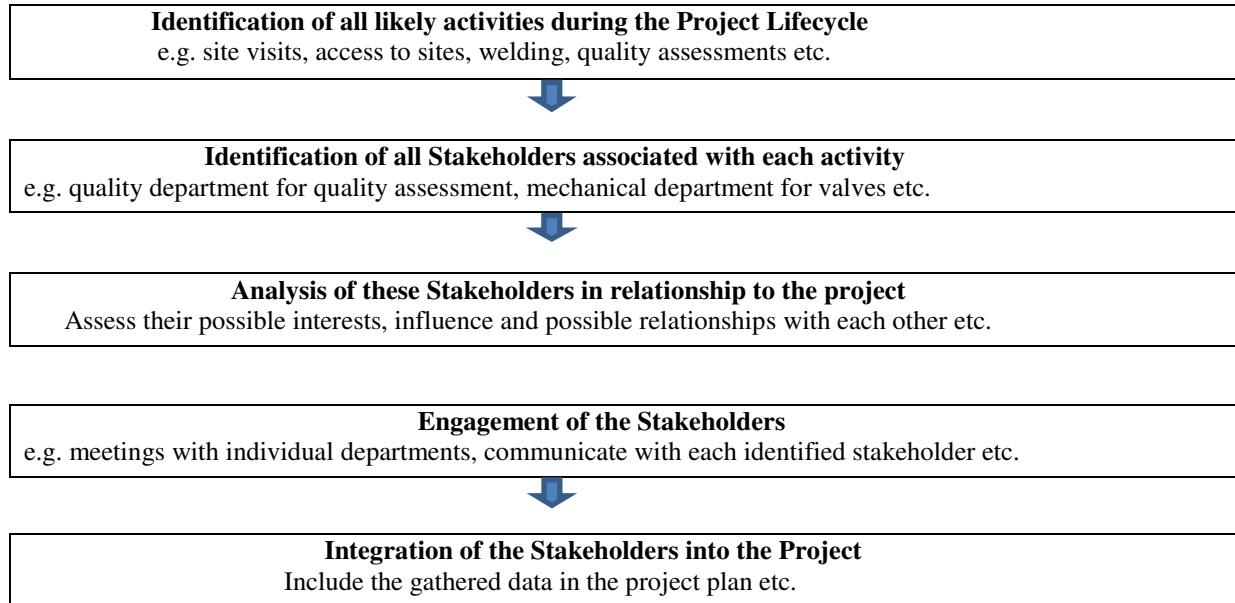 Identification of all likely activities during the Project Lifecycle
e.g. site visits, access to sites, welding, quality assessments etc.
Identification of all Stakeholders associated with each activity
e.g. quality department for quality assessment, mechanical department for valves etc.
Analysis of these Stakeholders in relationship to the project
Assess their possible interests, influence and possible relationships with each other etc.
Engagement of the Stakeholders
e.g. meetings with individual departments, communicate with each identified stakeholder etc.
Integration of the Stakeholders into the Project
Include the gathered data in the project plan etc.